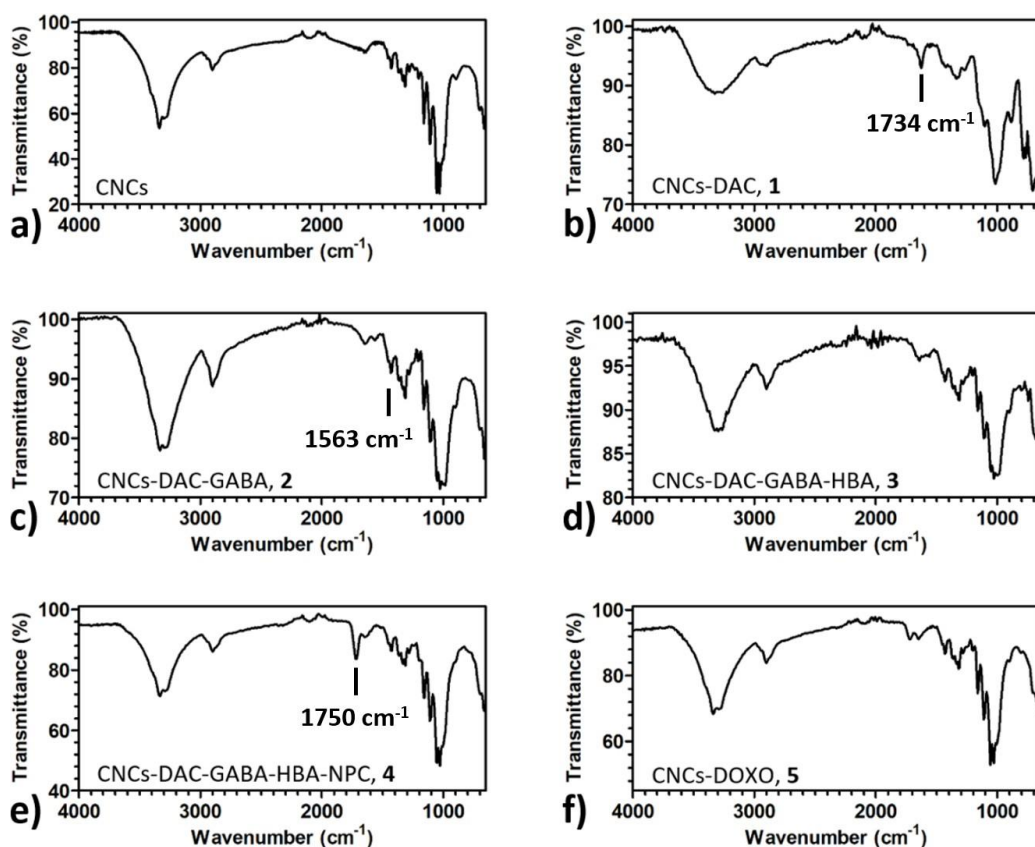 Transmittance (%)
100
80
60
40
20
CNCs
4000 3000 2000 1000
Wavenumber (cm-1)
a)
Transmittance (%)
100
90
80
70
1734 cm-1
CNCs-DAC, 1
4000 3000 2000 1000
Wavenumber (cm-1)
b)
Transmittance (%)
100
90
80
70
1563 cm-1
CNCs-DAC-GABA, 2
4000 3000 2000 1000
Wavenumber (cm-1)
c)
Transmittance (%)
100
95
90
85
80
CNCs-DAC-GABA-HBA, 3
4000 3000 2000 1000
Wavenumber (cm-1)
d)
Transmittance (%)
100
80
60
40
1750 cm-1
CNCs-DAC-GABA-HBA-NPC, 4
4000 3000 2000 1000
Wavenumber (cm-1)
e)
Transmittance (%)
100
80
60
CNCs-DOXO, 5
4000 3000 2000 1000
Wavenumber (cm-1)
f)